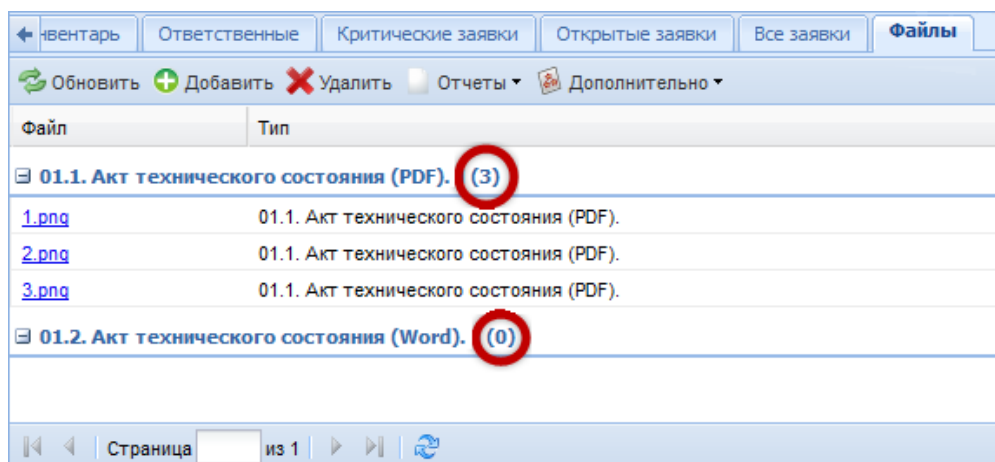 нвентарь Ответственные Критические заявки Открытые заявки Все заявки Файлы
Обновить Добавить Удалить Отчеты Дополнительно
Файл Тип
01.1. Акт технического состояния (PDF). (3)
1.png 01.1. Акт технического состояния (PDF).
2.png 01.1. Акт технического состояния (PDF).
3.png 01.1. Акт технического состояния (PDF).
01.2. Акт технического состояния (Word). (0)
Страница из 1